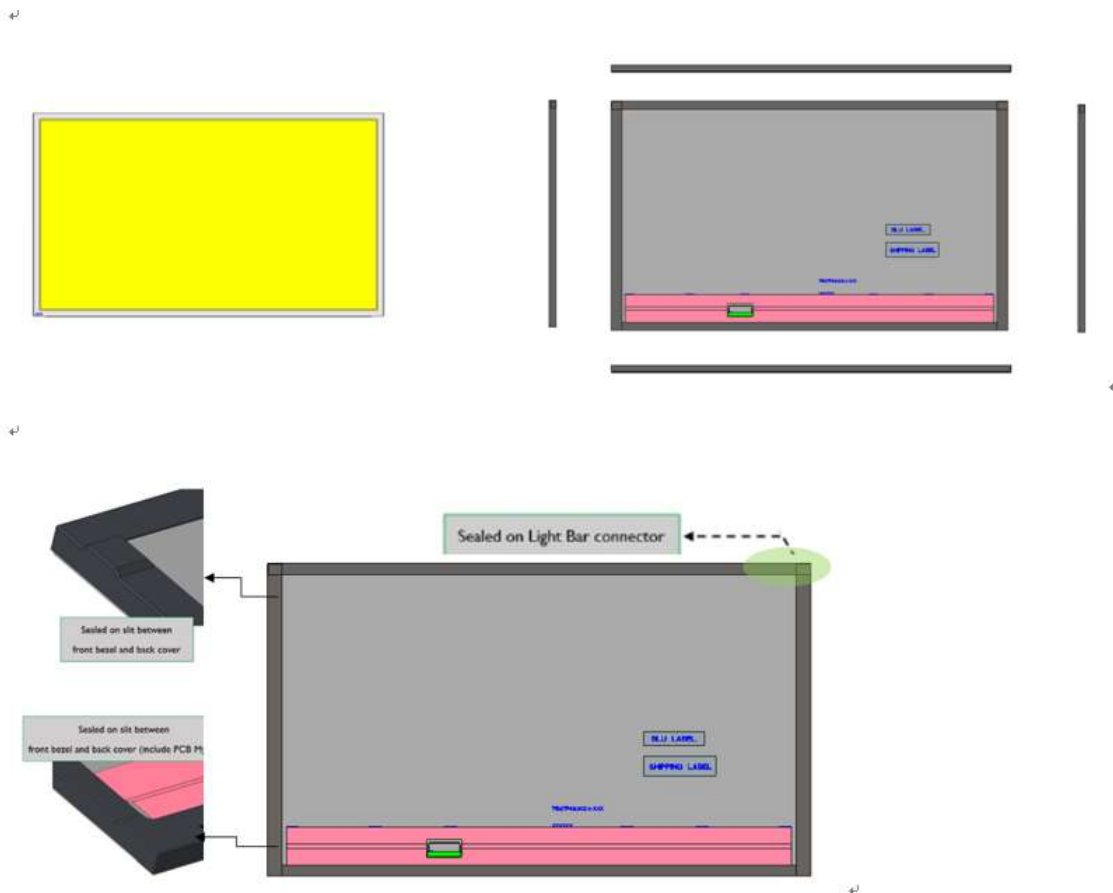 BLU LABEL
SHIPPING LABEL
Sealed on Light Bar connector
Sealed on slit between
front bezel and back cover
Sealed on slit between
front bezel and back cover (include PCB My
BLU LABEL
SHIPPING LABEL